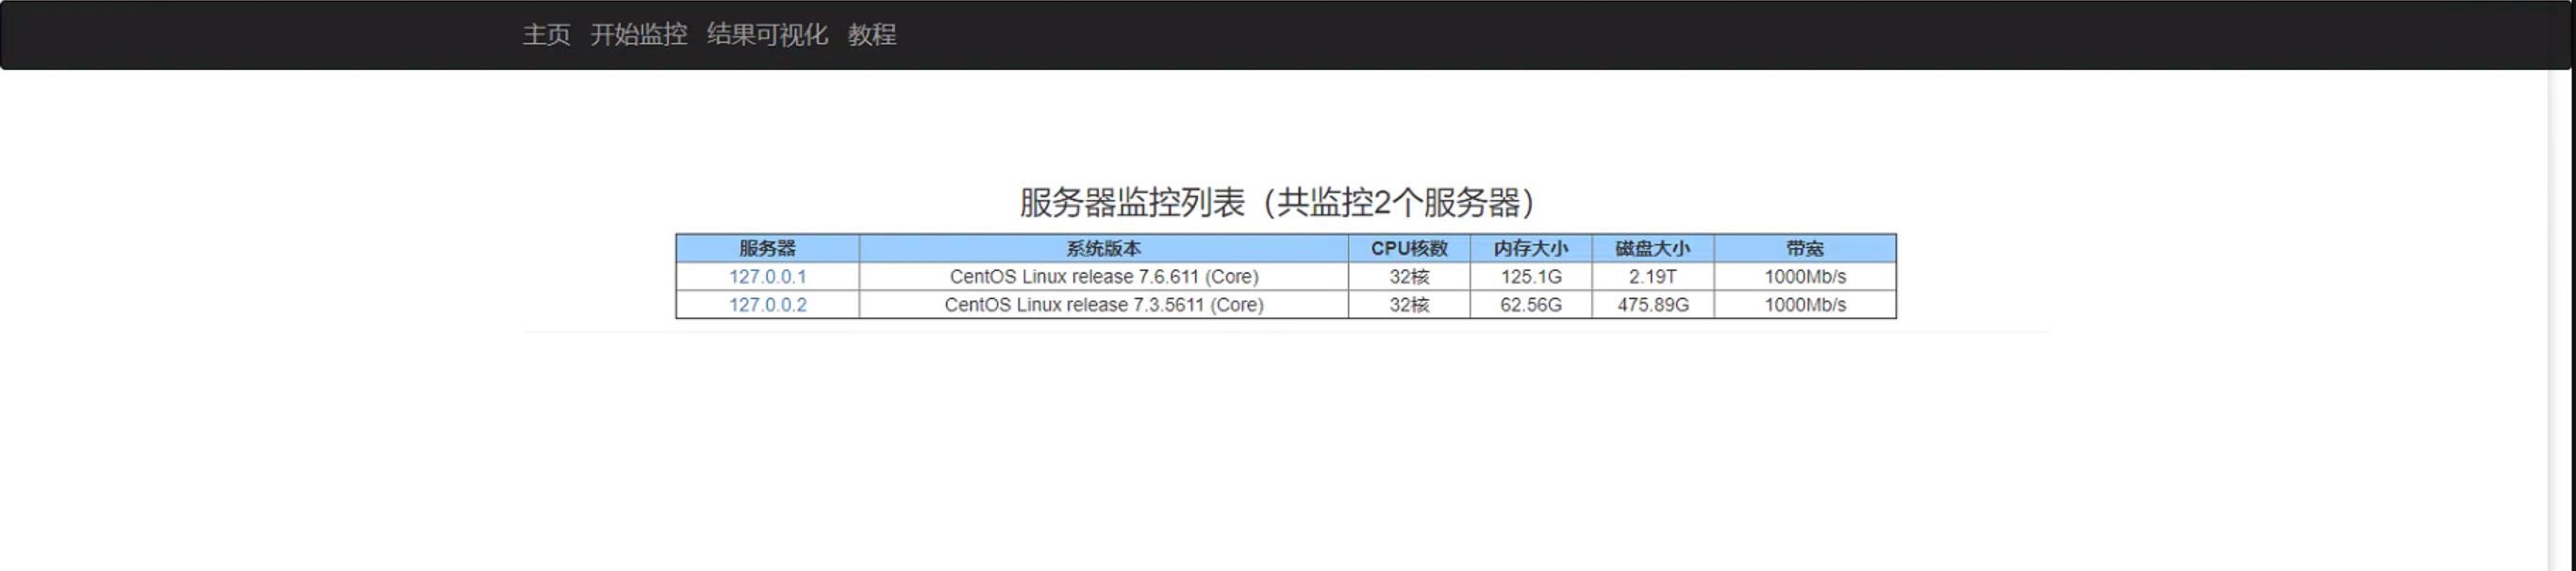 主页 开始监控 结果可视化 教程
服务器监控列表（共监控2个服务器）
服务器 系统版本 CPU核数 内存大小 磁盘大小 带宽
127.0.0.1 CentOS Linux release 7.6.611 (Core) 32核 125.1G 2.19T 1000Mb/s
127.0.0.2 CentOS Linux release 7.3.5611 (Core) 32核 62.56G 475.89G 1000Mb/s